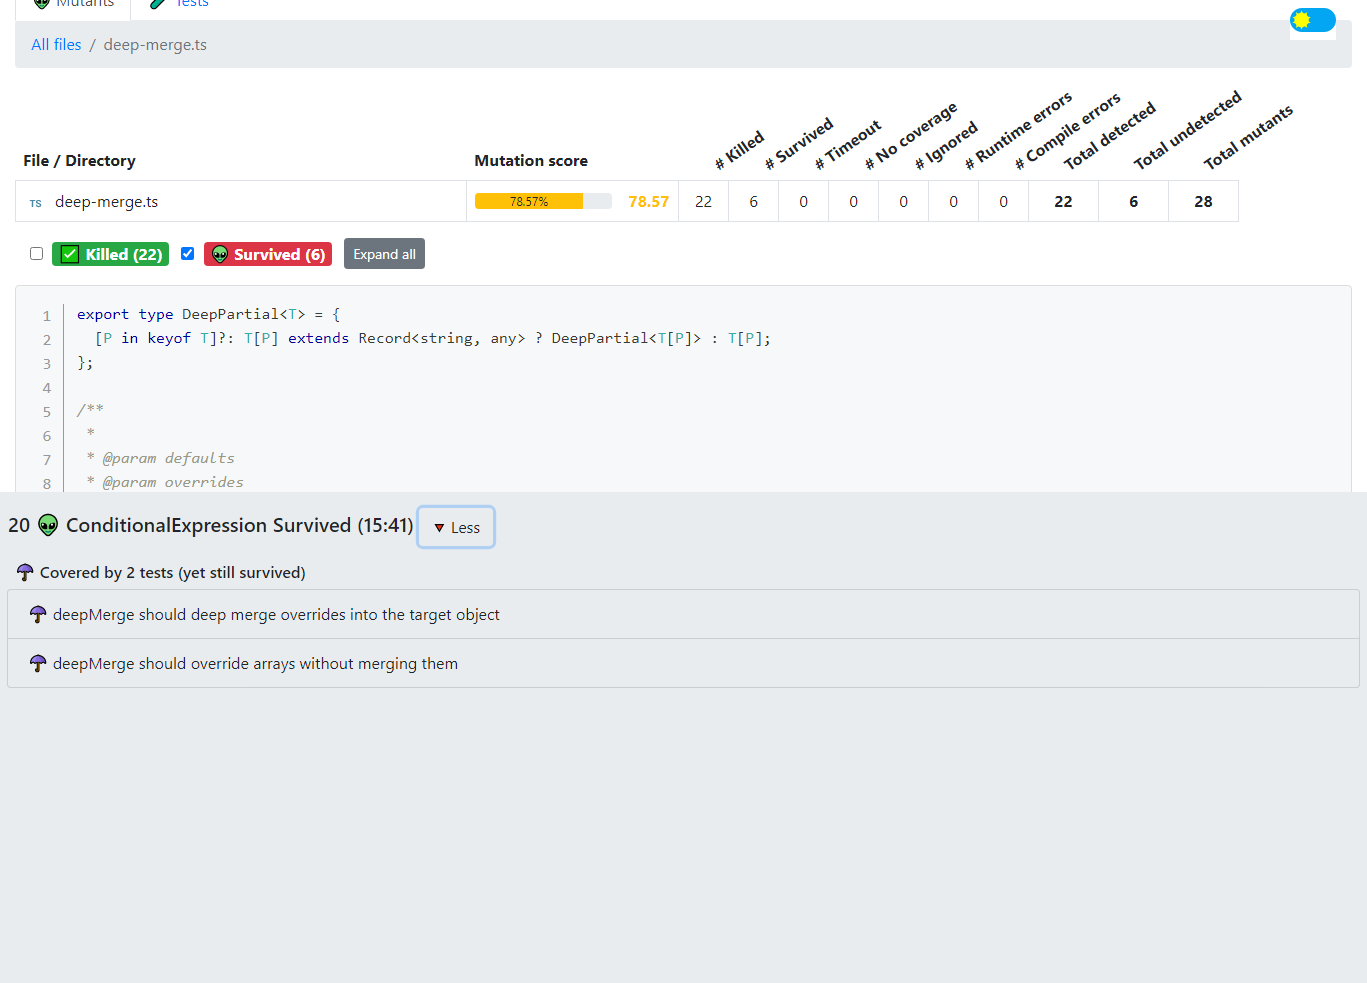 Mutants Tests
All files / deep-merge.ts
File / Directory Mutation score # Killed # Survived # Timeout # No coverage # Ignored # Runtime errors # Compile errors Total detected Total undetected Total mutants
TS deep-merge.ts 78.57% 78.57 22 6 0 0 0 0 0 22 6 28
Killed (22) Survived (6) Expand all
1 export type DeepPartial<T> = {
2 [P in keyof T]?: T[P] extends Record<string, any> ? DeepPartial<T[P]> : T[P];
3 };
4
5 /**
6 *
7 * @param defaults
8 * @param overrides
20 ConditionalExpression Survived (15:41) Less
Covered by 2 tests (yet still survived)
deepMerge should deep merge overrides into the target object
deepMerge should override arrays without merging them